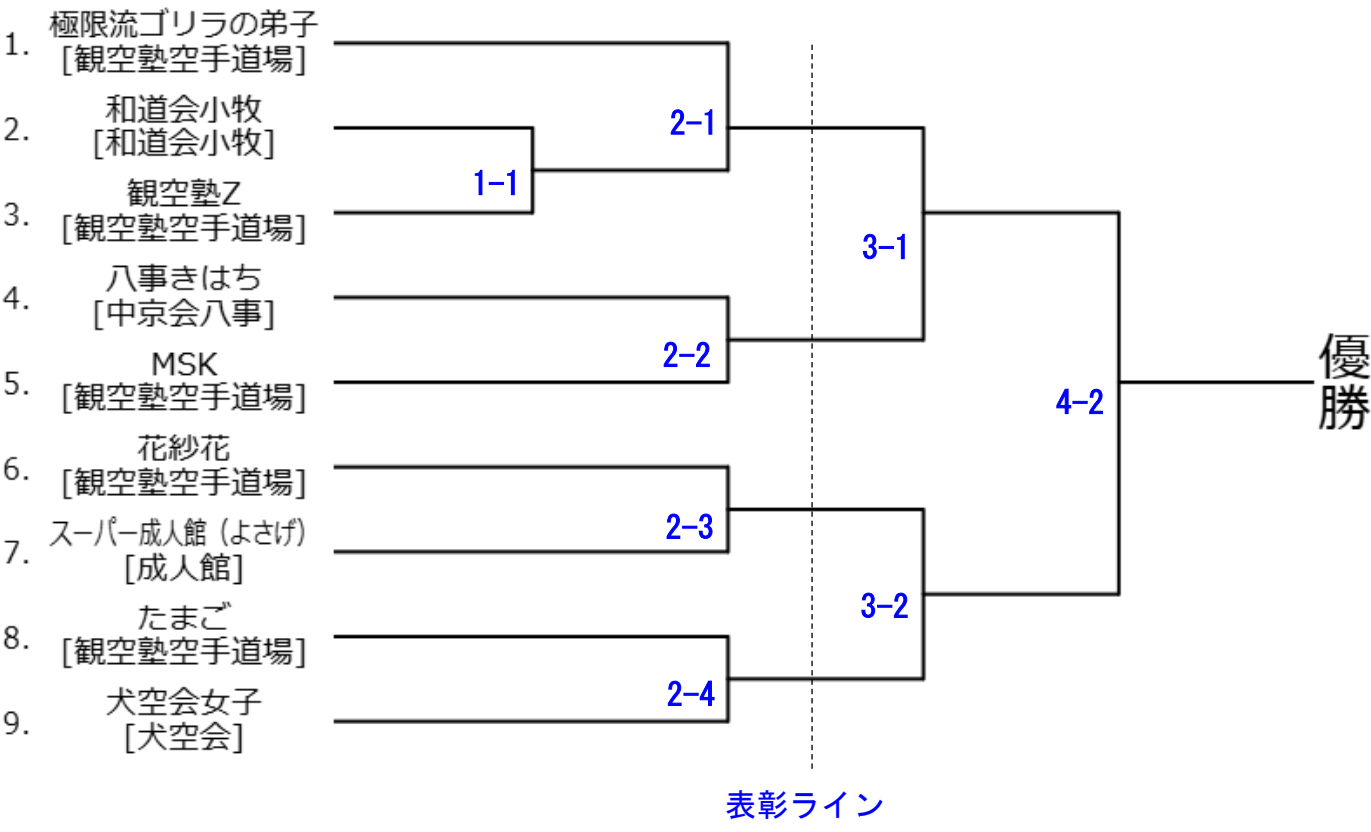 1.
極限流ゴリラの弟子
[観空塾空手道場]
2.
和道会小牧
[和道会小牧]
3.
観空塾Z
[観空塾空手道場]
4.
八事きはち
[中京会八事]
5.
MSK
[観空塾空手道場]
6.
花紗花
[観空塾空手道場]
7.
スーパー成人館（よさげ）
[成人館]
8.
たまご
[観空塾空手道場]
9.
犬空会女子
[犬空会]
1-1
2-1
2-2
2-3
2-4
3-1
3-2
4-2
優勝
表彰ライン